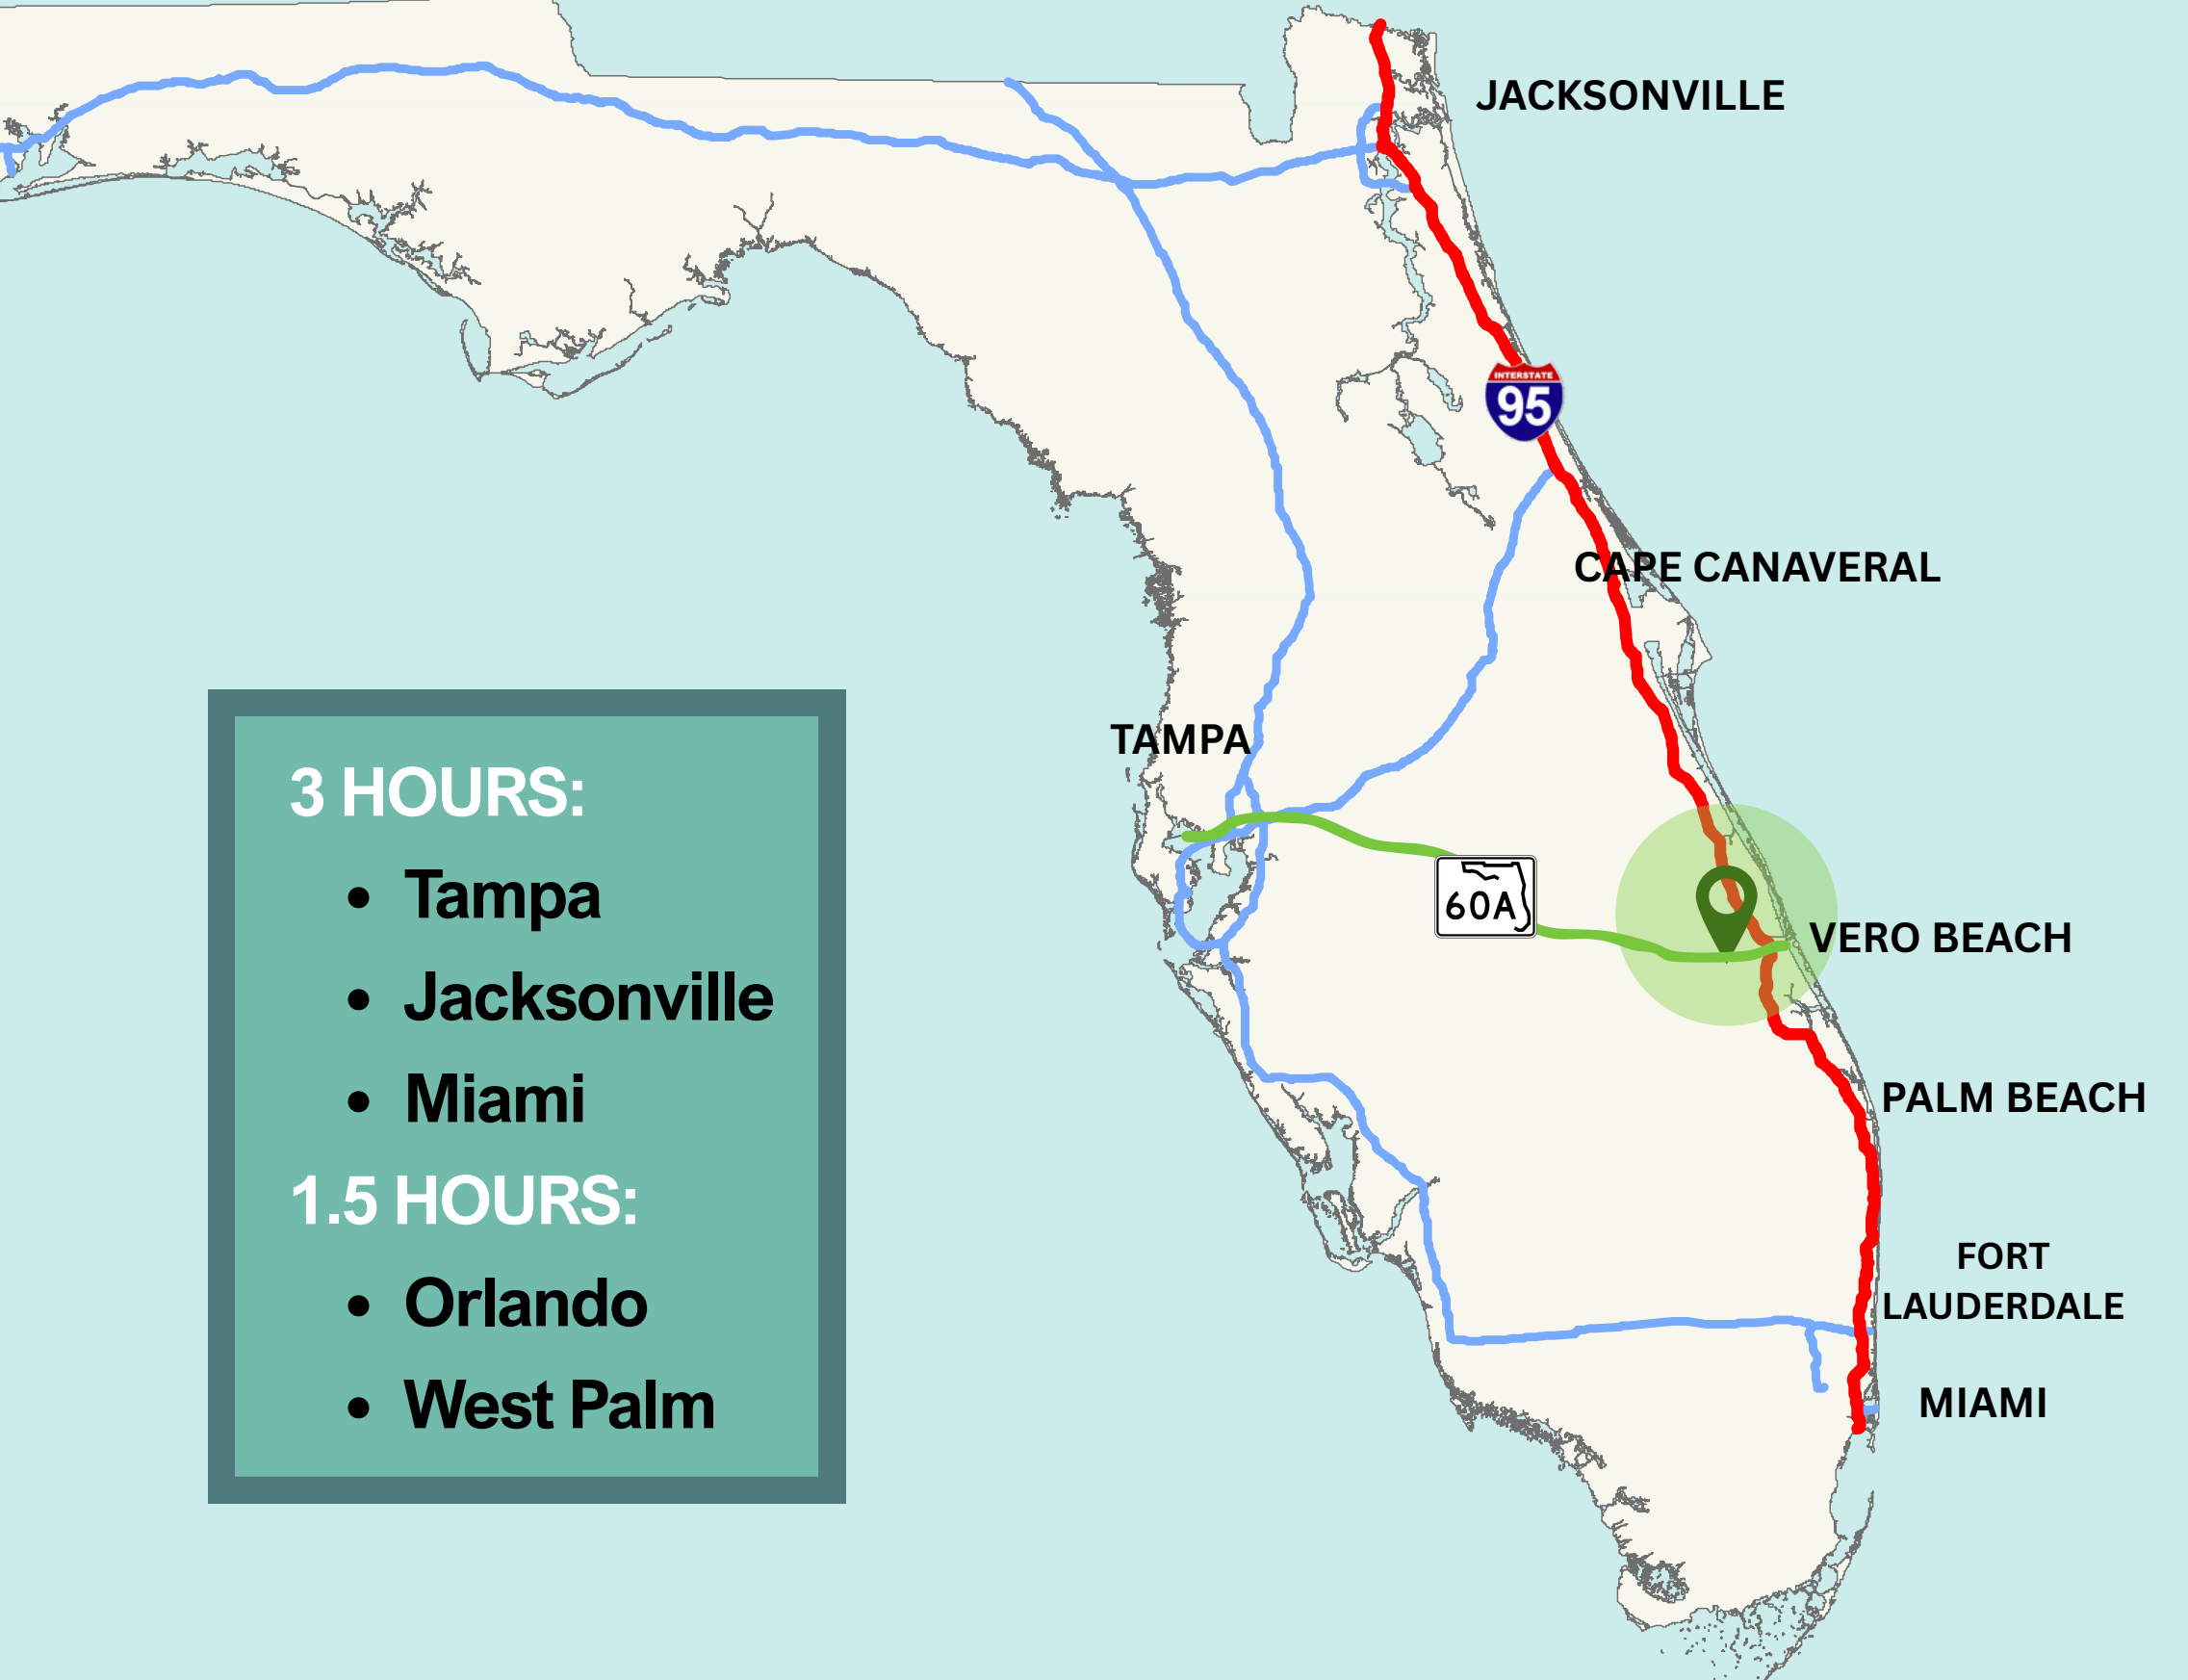 JACKSONVILLE
INTERSTATE
95
CAPE CANAVERAL
TAMPA
60A
VERO BEACH
PALM BEACH
FORT
LAUDERDALE
MIAMI
3 HOURS:
• Tampa
• Jacksonville
• Miami
1.5 HOURS:
• Orlando
• West Palm